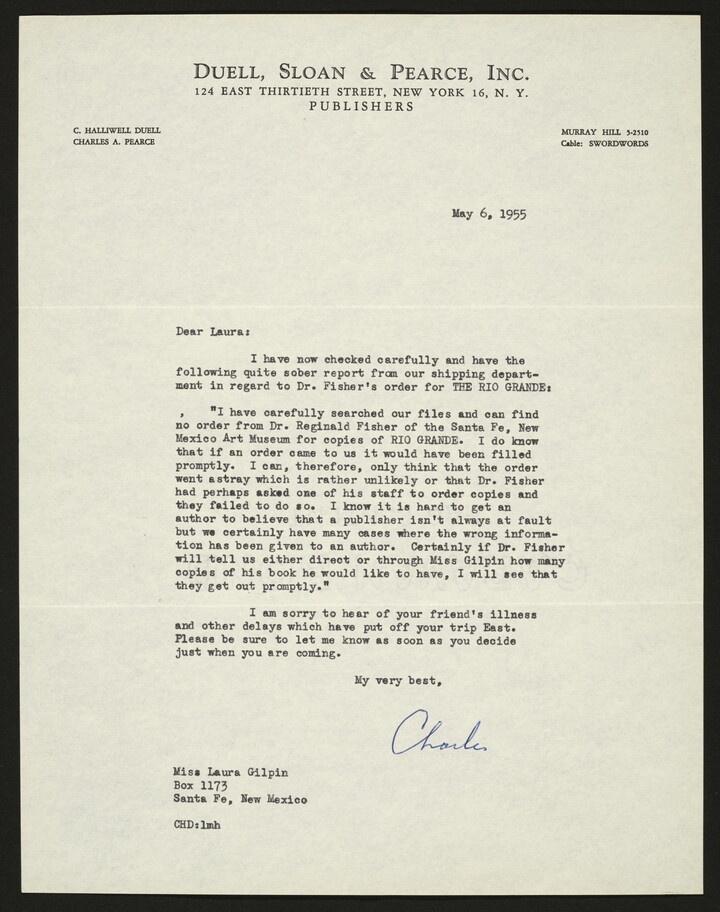 DUELL, SLOAN & PEARCE, INC.
124 EAST THIRTIETH STREET, NEW YORK 16, N. Y.
PUBLISHERS
C. HALLIWELL DUELL
CHARLES A. PEARCE
MURRAY HILL 5-2510
Cable: SWORDWORDS
May 6, 1955
Dear Laura:
I have now checked carefully and have the
following quite sober report from our shipping depart-
ment in regard to Dr. Fisher's order for THE RIO GRANDE:
, "I have carefully searched our files and can find
no order from Dr. Reginald Fisher of the Santa Fe, New
Mexico Art Museum for copies of RIO GRANDE. I do know
that if an order came to us it would have been filled
promptly. I can, therefore, only think that the order
went astray which is rather unlikely or that Dr. Fisher
had perhaps asked one of his staff to order copies and
they failed to do so. I know it is hard to get an
author to believe that a publisher isn't always at fault
but we certainly have many cases where the wrong informa-
tion has been given to an author. Certainly if Dr. Fisher
will tell us either direct or through Miss Gilpin how many
copies of his book he would like to have, I will see that
they get out promptly."
I am sorry to hear of your friend's illness
and other delays which have put off your trip East.
Please be sure to let me know as soon as you decide
just when you are coming.
My very best,
Charles
Miss Laura Gilpin
Box 1173
Santa Fe, New Mexico
CHD:lmh